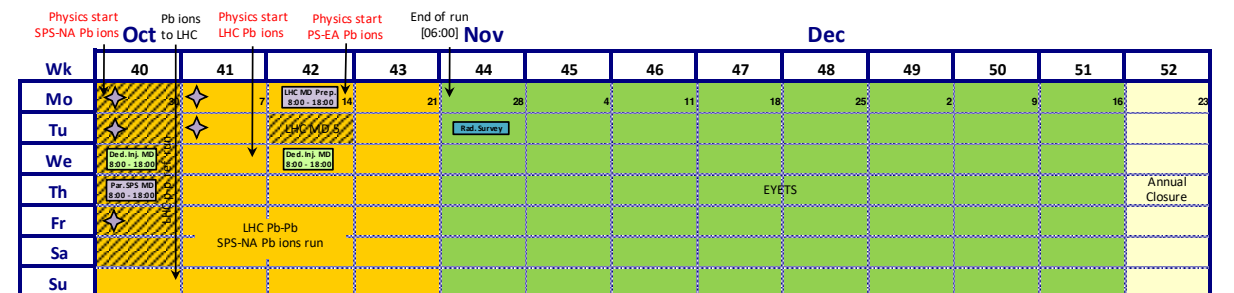 Physics start
SPS-NA Pb ions
Oct
Pb ions
to LHC
Physics start
LHC Pb ions
Physics start
PS-EA Pb ions
End of run
[06:00]
Nov
Dec
Wk 40 41 42 43 44 45 46 47 48 49 50 51 52
Mo 30 7 LHC MD Prep. 14 21 28 4 11 18 25 2 9 16 23
8:00 - 18:00
Tu LHC MD 5 Rad. Survey
We Ded. Inj. MD Ded. Inj. MD
8:00 - 18:00 8:00 - 18:00
Th Par. SPS MD EYETS Annual
8:00 - 18:00 Closure
Fr LHC Pb-Pb
SPS-NA Pb ions run
Sa
Su